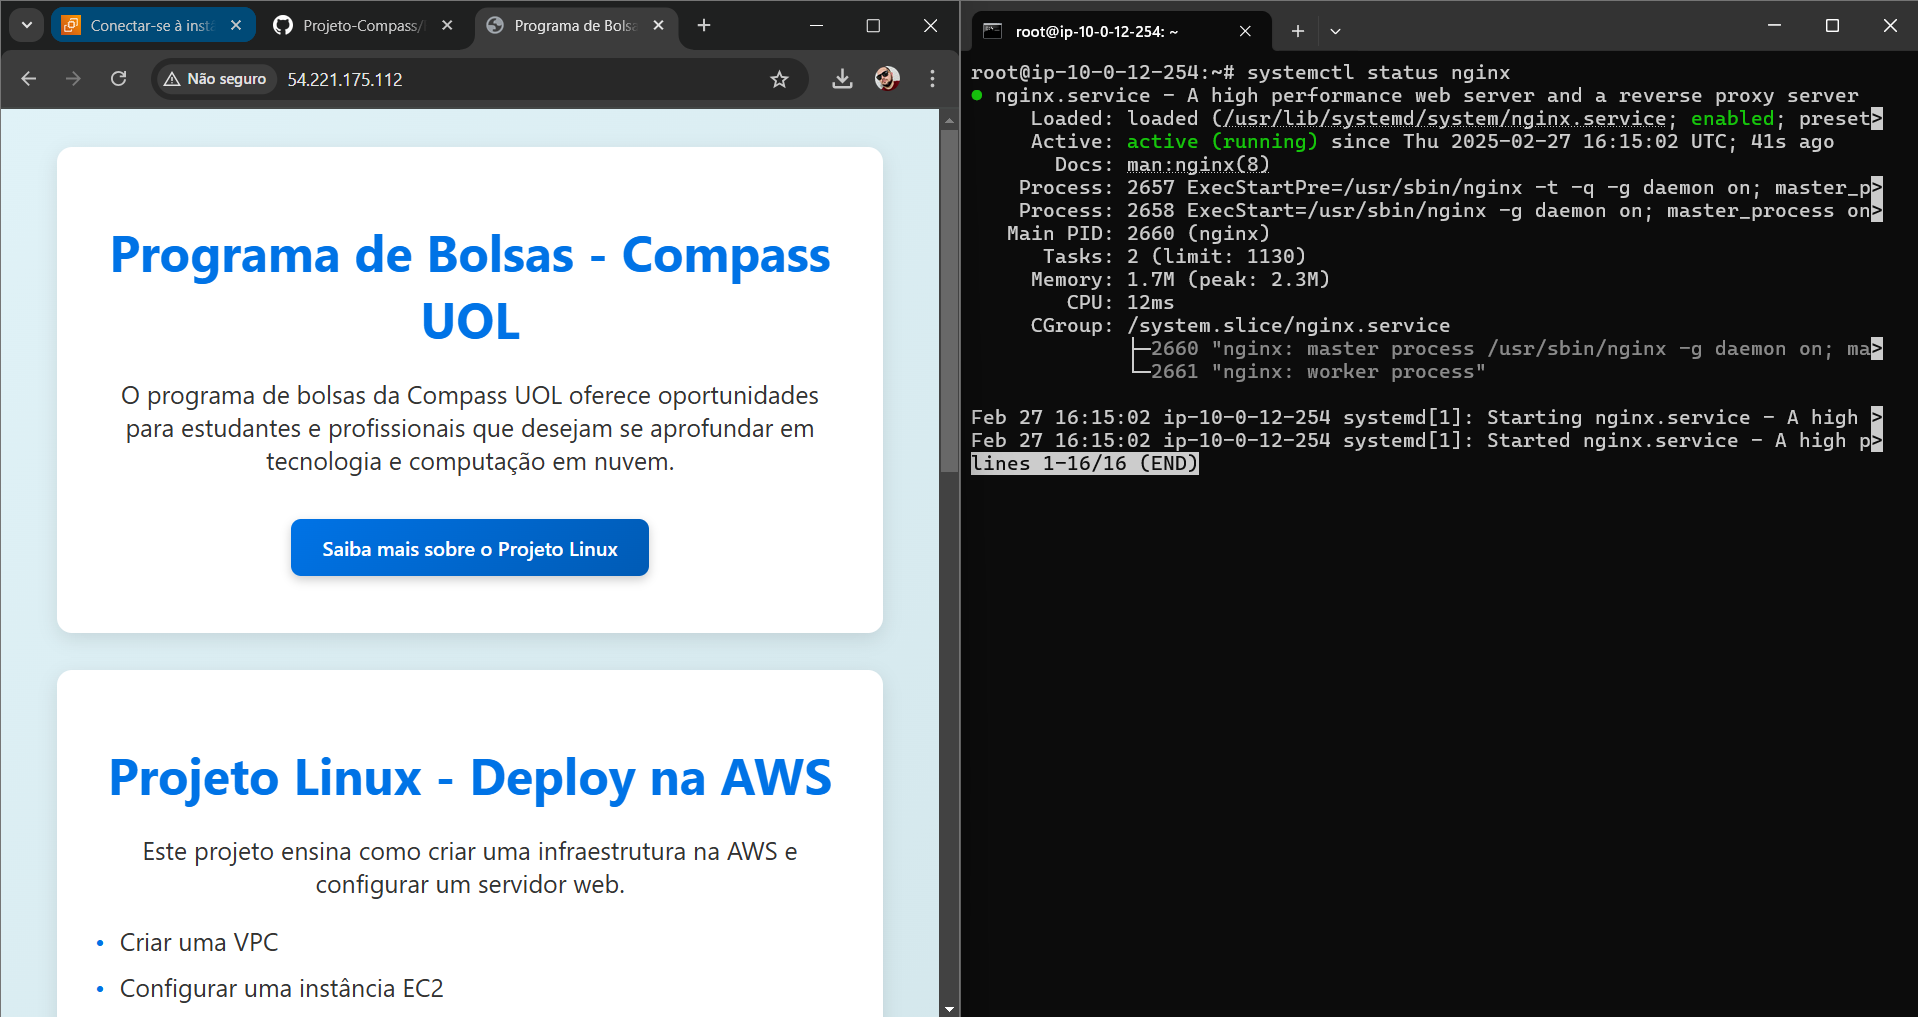 Conectar-se à inst
Projeto-Compass/
Programa de Bolsa
Não seguro
54.221.175.112
Programa de Bolsas - Compass
UOL
O programa de bolsas da Compass UOL oferece oportunidades
para estudantes e profissionais que desejam se aprofundar em
tecnologia e computação em nuvem.
Saiba mais sobre o Projeto Linux
Projeto Linux - Deploy na AWS
Este projeto ensina como criar uma infraestrutura na AWS e
configurar um servidor web.
• Criar uma VPC
• Configurar uma instância EC2
root@ip-10-0-12-254: ~
root@ip-10-0-12-254:~# systemctl status nginx
● nginx.service - A high performance web server and a reverse proxy server
Loaded: loaded (/usr/lib/systemd/system/nginx.service; enabled; preset>
Active: active (running) since Thu 2025-02-27 16:15:02 UTC; 41s ago
Docs: man:nginx(8)
Process: 2657 ExecStartPre=/usr/sbin/nginx -t -q -g daemon on; master_p>
Process: 2658 ExecStart=/usr/sbin/nginx -g daemon on; master_process on>
Main PID: 2660 (nginx)
Tasks: 2 (limit: 1130)
Memory: 1.7M (peak: 2.3M)
CPU: 12ms
CGroup: /system.slice/nginx.service
├─2660 "nginx: master process /usr/sbin/nginx -g daemon on; ma>
└─2661 "nginx: worker process"
Feb 27 16:15:02 ip-10-0-12-254 systemd[1]: Starting nginx.service - A high >
Feb 27 16:15:02 ip-10-0-12-254 systemd[1]: Started nginx.service - A high p>
lines 1-16/16 (END)